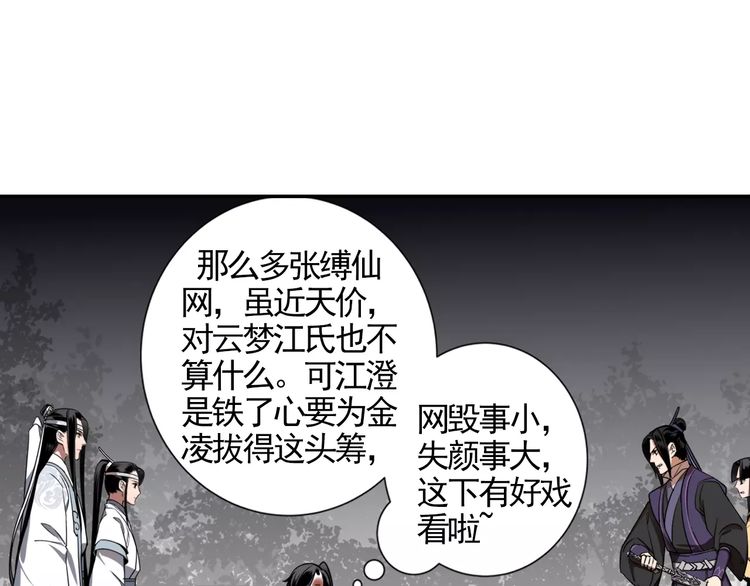 那么多张缚仙
网，虽近天价，
对云梦江氏也不
算什么。可江澄
是铁了心要为金
凌拔得这头筹，
网毁事小，
失颜事大，
这下有好戏
看啦~